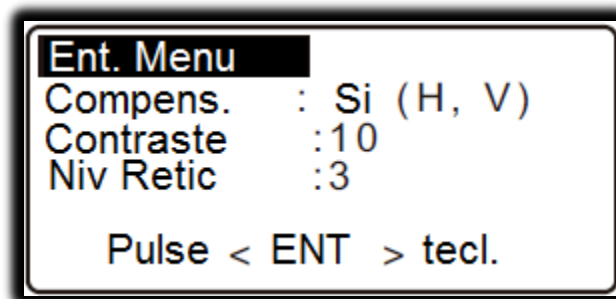 Ent. Menu
Compens. : Si (H, V)
Contraste :10
Niv Retic :3
Pulse < ENT > tecl.